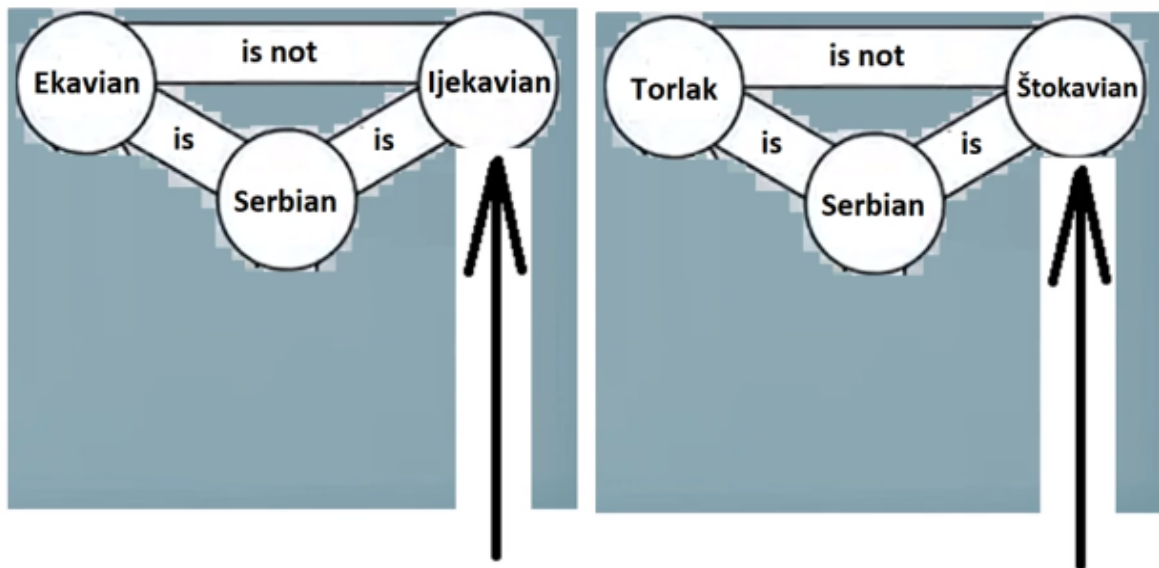 Ekavian
is not
Ijekavian
is
is
Serbian
Torlak
is not
Štokavian
is
is
Serbian